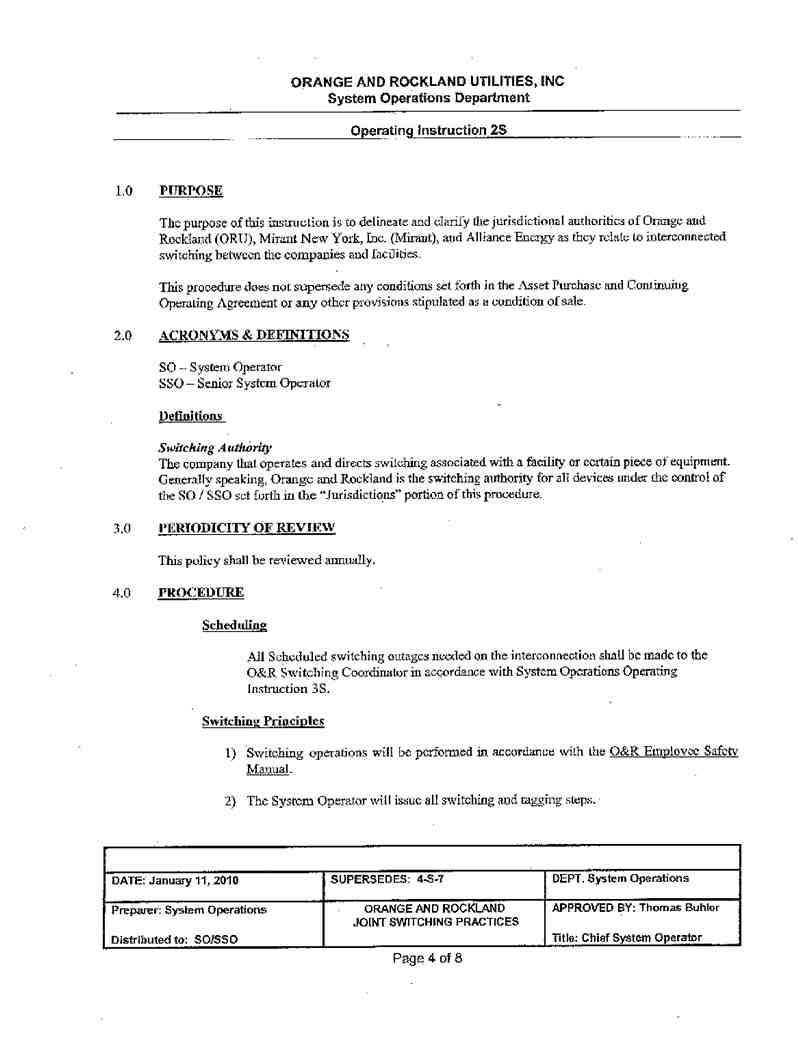 ORANGE AND ROCKLAND UTILITIES, INC
System Operations Department
Operating Instruction 2S
1.0 PURPOSE
The purpose of this instruction is to delineate and clarify the jurisdictional authorities of Orange and
Rockland (ORU), Mirant New York, Inc. (Mirant), and Alliance Energy as they relate to interconnected
switching between the companies and facilities.
This procedure does not supersede any conditions set forth in the Asset Purchase and Continuing
Operating Agreement or any other provisions stipulated as a condition of sale.
2.0 ACRONYMS & DEFINITIONS
SO – System Operator
SSO – Senior System Operator
Definitions
Switching Authority
The company that operates and directs switching associated with a facility or certain piece of equipment.
Generally speaking, Orange and Rockland is the switching authority for all devices under the control of
the SO / SSO set forth in the "Jurisdictions" portion of this procedure.
3.0 PERIODICITY OF REVIEW
This policy shall be reviewed annually.
4.0 PROCEDURE
Scheduling
All Scheduled switching outages needed on the interconnection shall be made to the
O&R Switching Coordinator in accordance with System Operations Operating
Instruction 3S.
Switching Principles
1) Switching operations will be performed in accordance with the O&R Employee Safety
Manual.
2) The System Operator will issue all switching and tagging steps.
DATE: January 11, 2010 SUPERSEDES: 4-S-7 DEPT. System Operations
Preparer: System Operations ORANGE AND ROCKLAND APPROVED BY: Thomas Buhler
JOINT SWITCHING PRACTICES
Distributed to: SO/SSO Title: Chief System Operator
Page 4 of 8